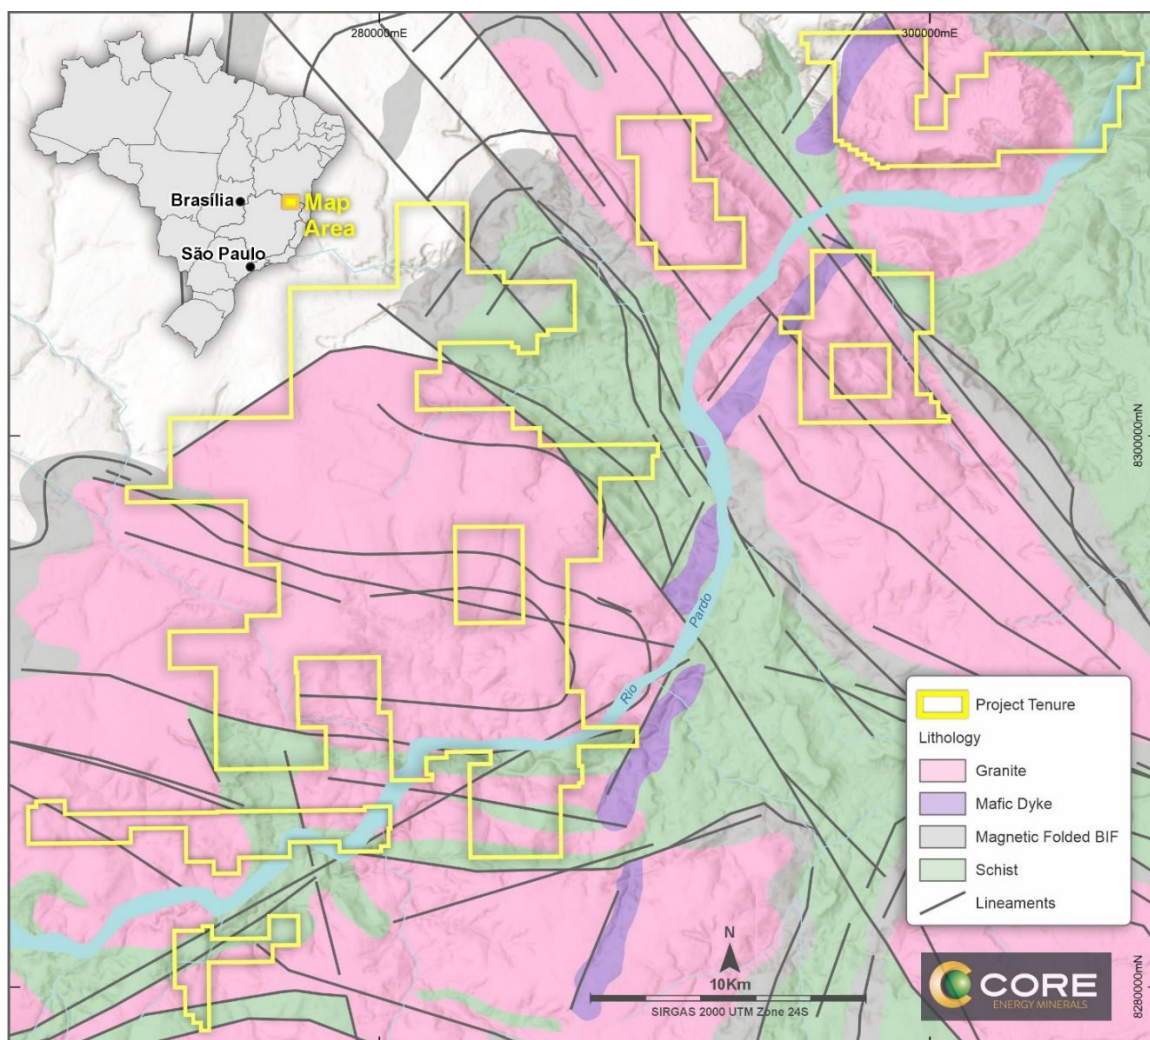 280000mE
300000mE
Brasília
Map
Area
São Paulo
8300000mN
Pardo
Rio
Project Tenure
Lithology
Granite
Mafic Dyke
Magnetic Folded BIF
Schist
Lineaments
N
10Km
SIRGAS 2000 UTM Zone 24S
CORE
ENERGY MINERALS
8280000mN